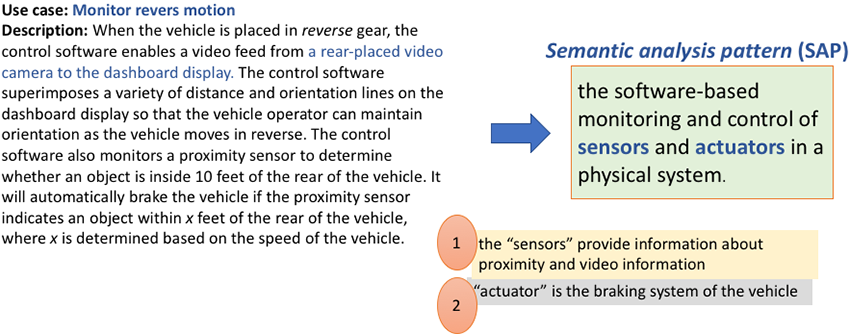 Use case: Monitor revers motion
Description: When the vehicle is placed in reverse gear, the
control software enables a video feed from a rear-placed video
camera to the dashboard display. The control software
superimposes a variety of distance and orientation lines on the
dashboard display so that the vehicle operator can maintain
orientation as the vehicle moves in reverse. The control
software also monitors a proximity sensor to determine
whether an object is inside 10 feet of the rear of the vehicle. It
will automatically brake the vehicle if the proximity sensor
indicates an object within x feet of the rear of the vehicle,
where x is determined based on the speed of the vehicle.
Semantic analysis pattern (SAP)
the software-based
monitoring and control of
sensors and actuators in a
physical system.
1
the “sensors” provide information about
proximity and video information
2
“actuator” is the braking system of the vehicle